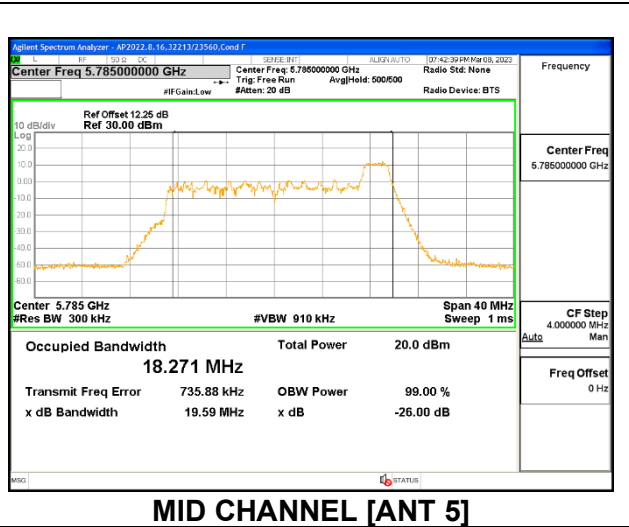 Agilent Spectrum Analyzer - AP2022.8.16,32213/23560,Cond F
L RF 50 Ω DC SENSE:INT ALIGN AUTO 07:42:39 PM Mar 08, 2023
Center Freq 5.785000000 GHz Center Freq: 5.785000000 GHz Radio Std: None Frequency
Trig: Free Run Avg|Hold: 500/500
#IFGain:Low #Atten: 20 dB Radio Device: BTS
Ref Offset 12.25 dB
10 dB/div Ref 30.00 dBm
Log
20.0
10.0
0.00
-10.0
-20.0
-30.0
-40.0
-50.0
-60.0
Center Freq
5.785000000 GHz
Center 5.785 GHz Span 40 MHz
#Res BW 300 kHz #VBW 910 kHz Sweep 1 ms
CF Step
4.000000 MHz
Auto Man
Occupied Bandwidth Total Power 20.0 dBm
18.271 MHz
Freq Offset
0 Hz
Transmit Freq Error 735.88 kHz OBW Power 99.00 %
x dB Bandwidth 19.59 MHz x dB -26.00 dB
MSG STATUS
MID CHANNEL [ANT 5]